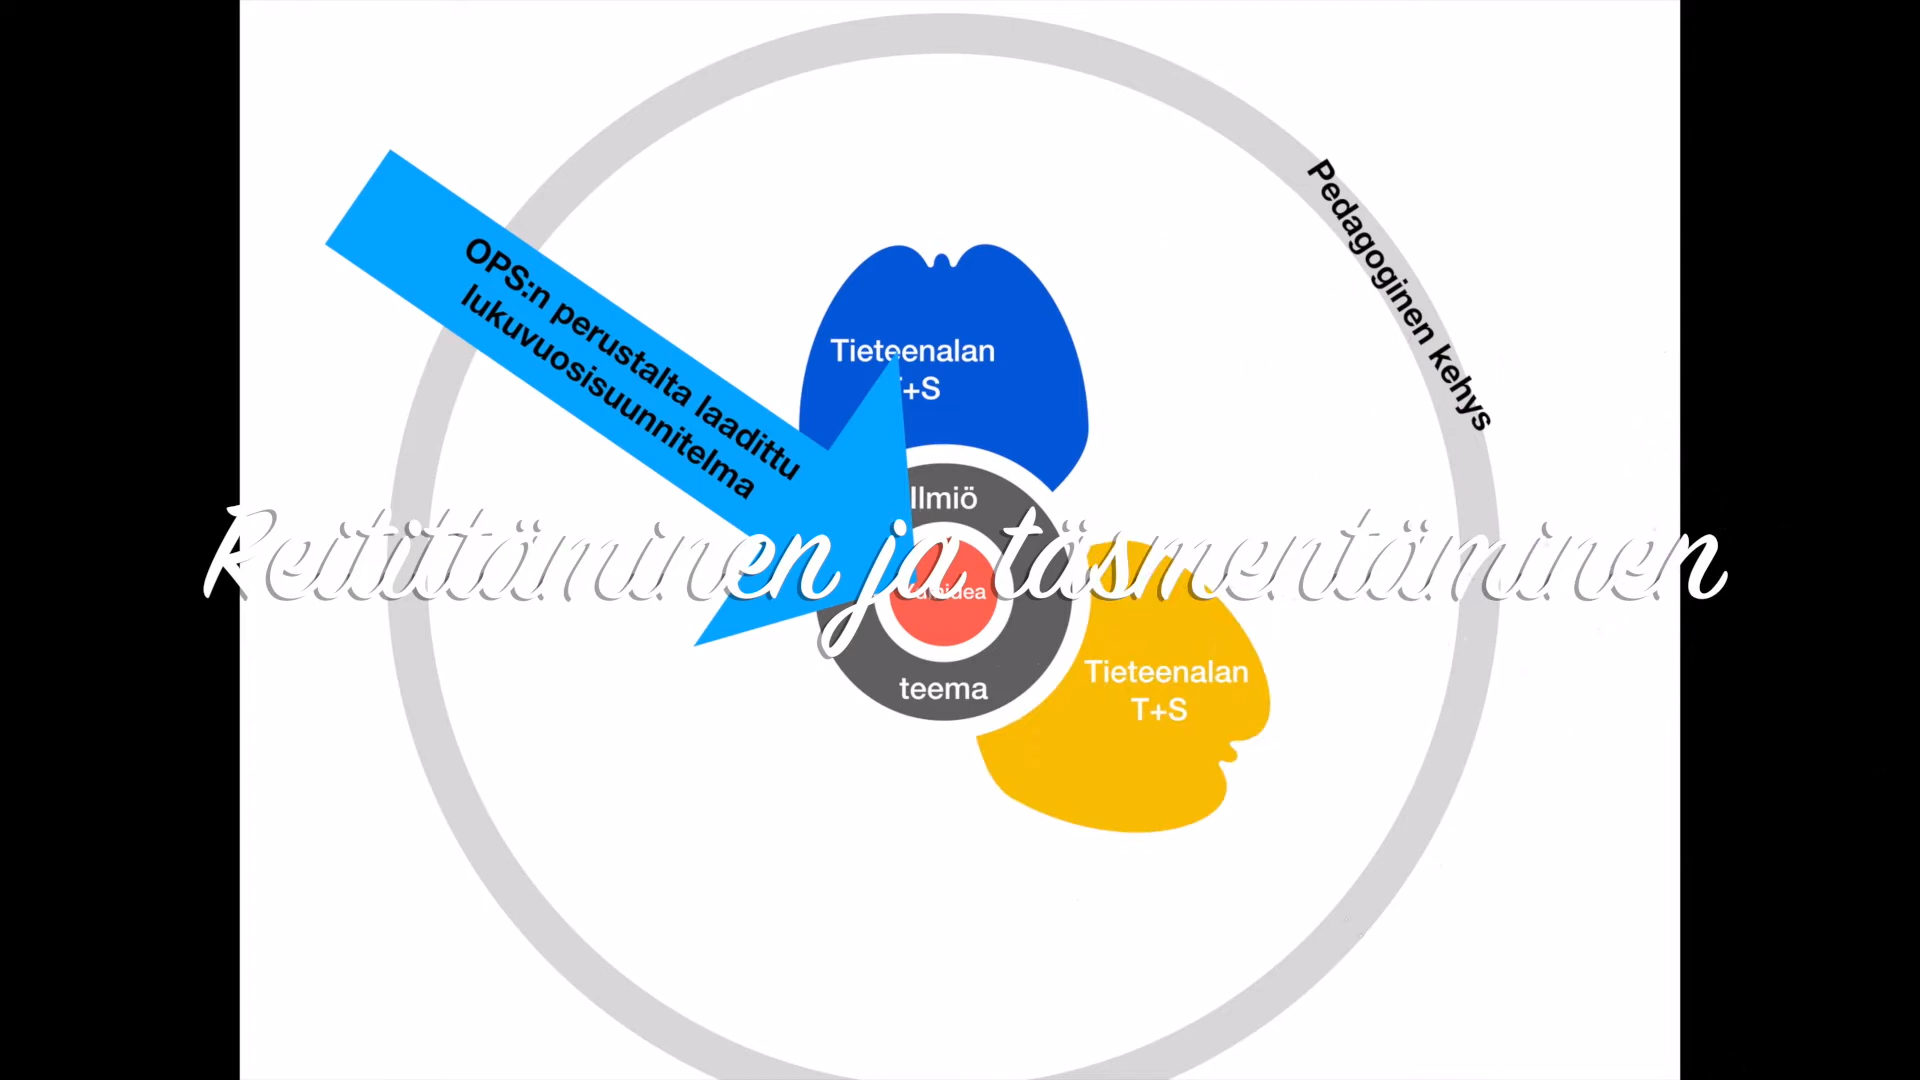 Pedagoginen kehys
OPS:n perustalta laadittu
lukuvuosisuunnitelma
Tieteenalan
+S
Ilmiö
Reitittäminen ja täsmentäminen
teema
Tieteenalan
T+S